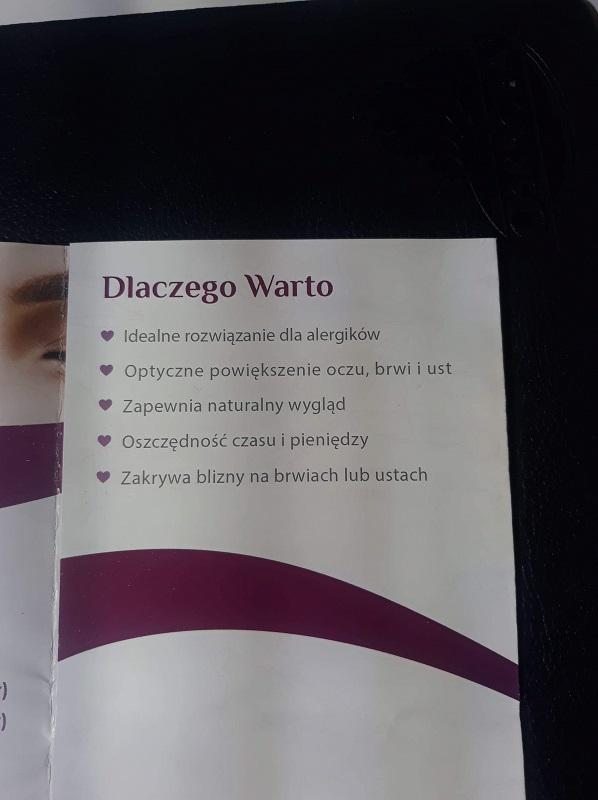 Dlaczego Warto
Idealne rozwiązanie dla alergików
Optyczne powiększenie oczu, brwi i ust
Zapewnia naturalny wygląd
Oszczędność czasu i pieniędzy
Zakrywa blizny na brwiach lub ustach